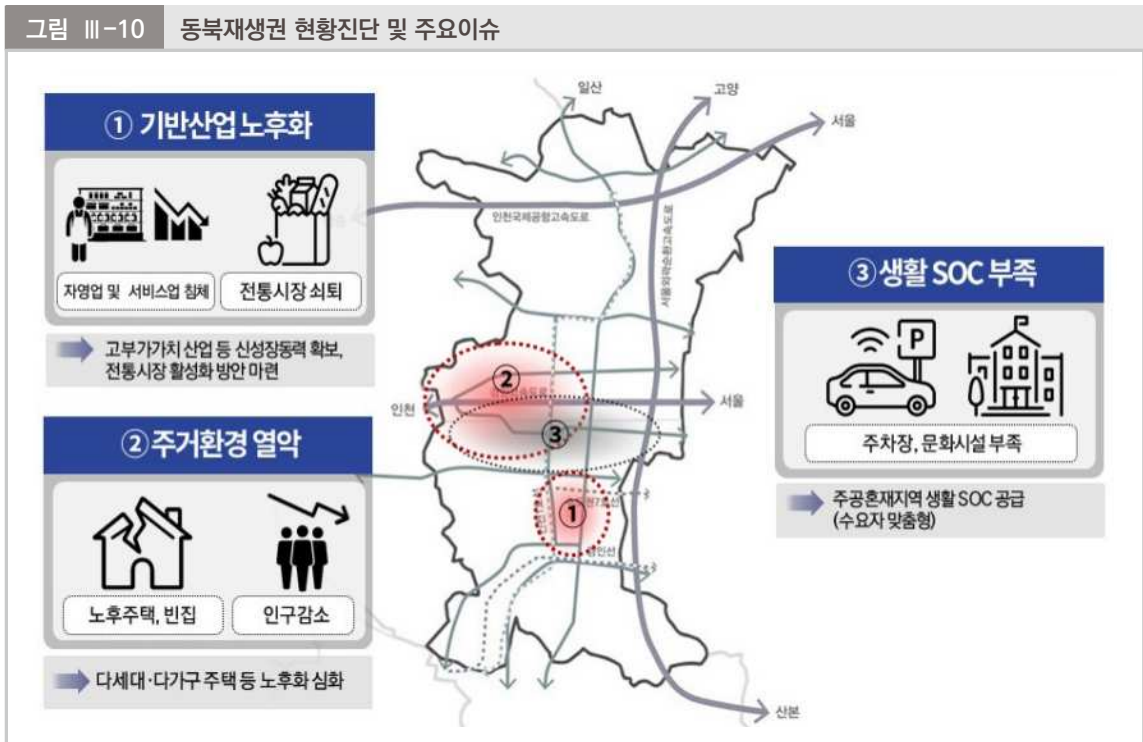 그림 Ⅲ-10 동북재생권 현황진단 및 주요이슈
① 기반산업 노후화
자영업 및 서비스업 침체
전통시장 쇠퇴
고부가가치 산업 등 신성장동력 확보,
전통시장 활성화 방안 마련
② 주거환경 열악
노후주택, 빈집
인구감소
다세대·다가구 주택 등 노후화 심화
일산
고양
서울
인천국제공항고속도로
서울외곽순환고속도로
②
인천
서울
③
①
경인선
산본
③ 생활 SOC 부족
P
주차장, 문화시설 부족
주공혼재지역 생활 SOC 공급
(수요자 맞춤형)